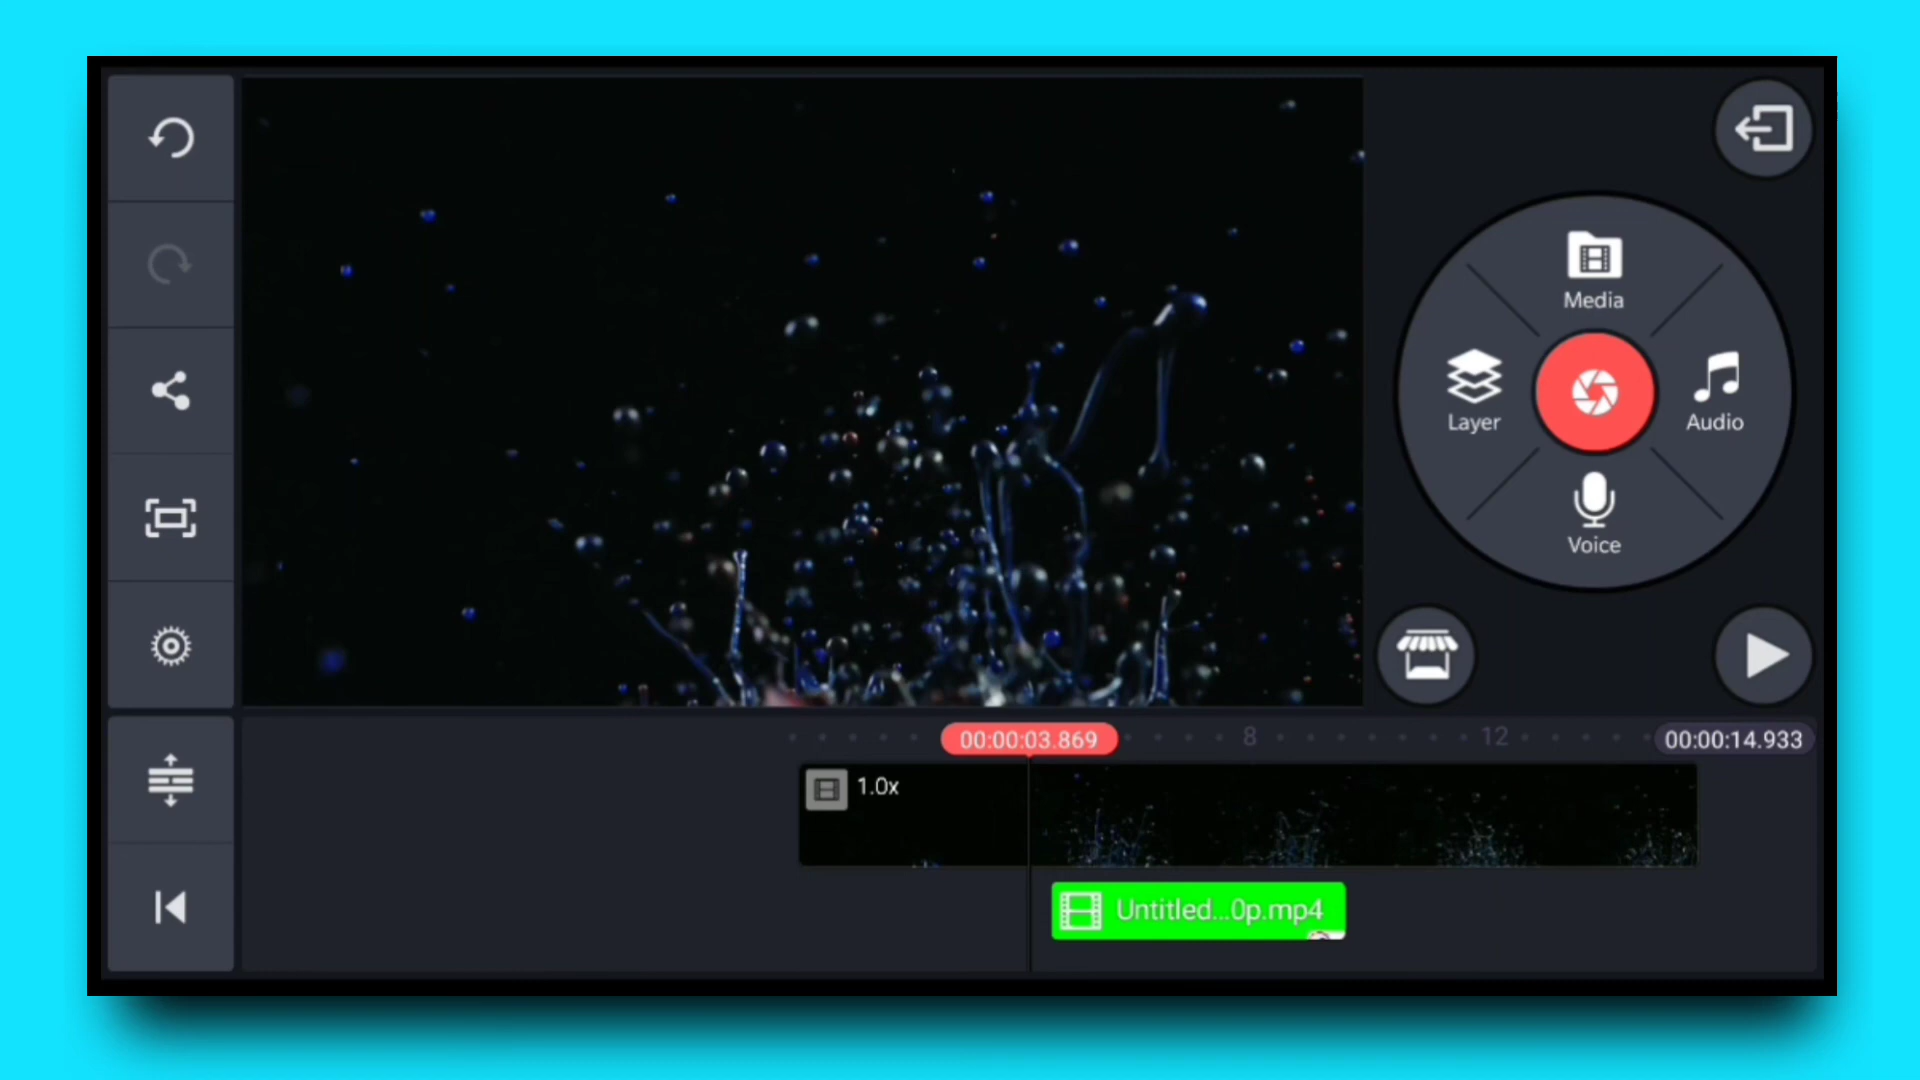 Media
Layer
Audio
Voice
00:00:03.869
8
12
00:00:14.933
1.0x
Untitled...0p.mp4